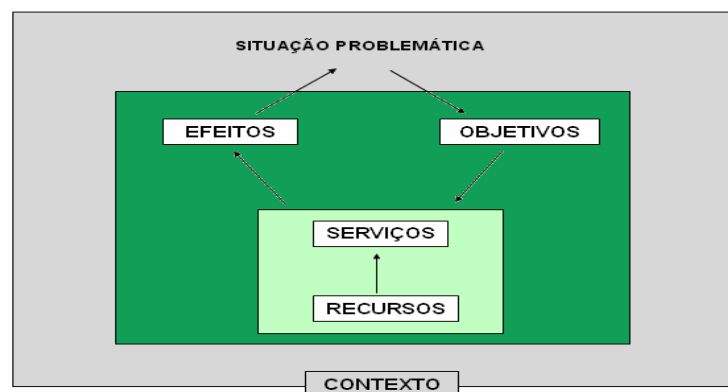 SITUAÇÃO PROBLEMÁTICA
EFEITOS
OBJETIVOS
SERVIÇOS
RECURSOS
CONTEXTO